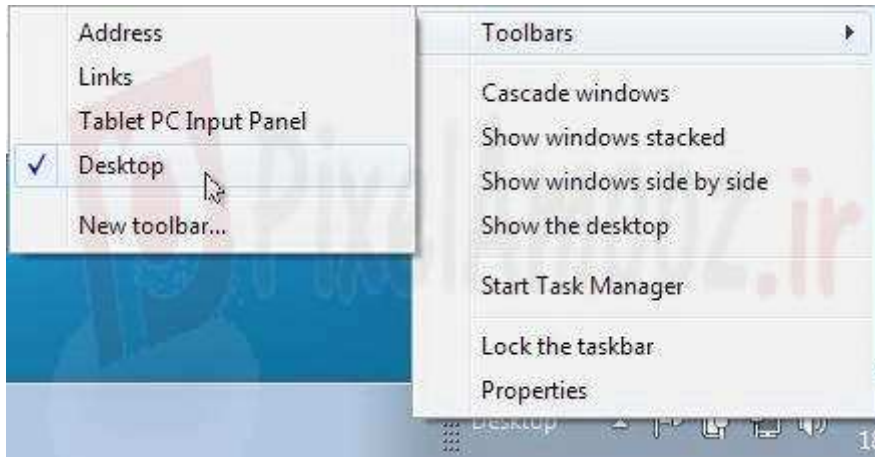 Address
Links
Tablet PC Input Panel
✓ Desktop
New toolbar...
Toolbars
Cascade windows
Show windows stacked
Show windows side by side
Show the desktop
Start Task Manager
Lock the taskbar
Properties
Desktop
18